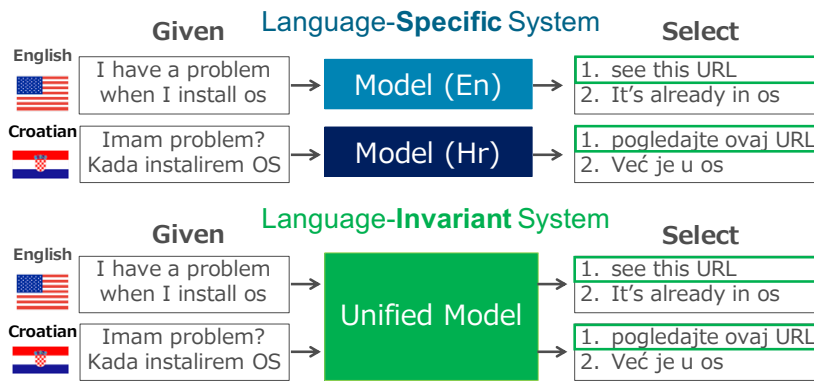 Language-Specific System
Given
Select
English
I have a problem
when I install os
Model (En)
1. see this URL
2. It's already in os
Croatian
Imam problem?
Kada instalirem OS
Model (Hr)
1. pogledajte ovaj URL
2. Već je u os
Language-Invariant System
Given
Select
English
I have a problem
when I install os
Unified Model
1. see this URL
2. It's already in os
Croatian
Imam problem?
Kada instalirem OS
1. pogledajte ovaj URL
2. Već je u os